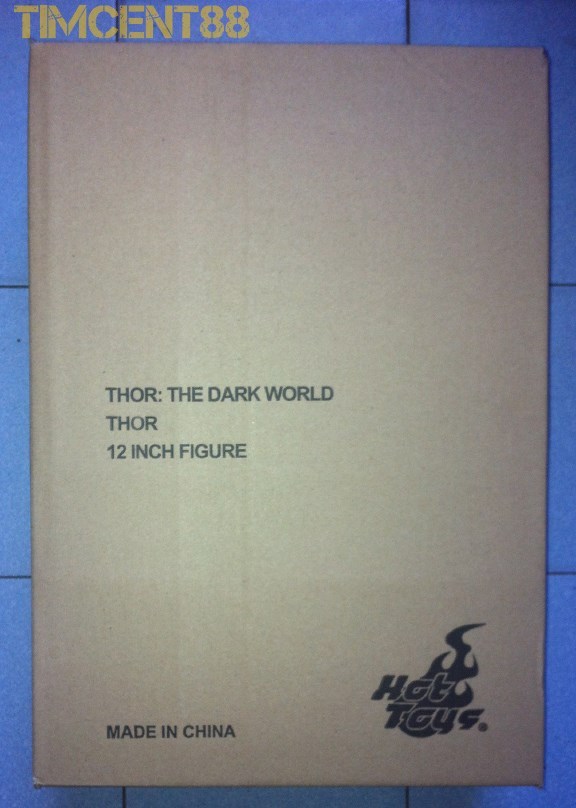 TIMCENT88
THOR: THE DARK WORLD
THOR
12 INCH FIGURE
Hot
Toys®
MADE IN CHINA